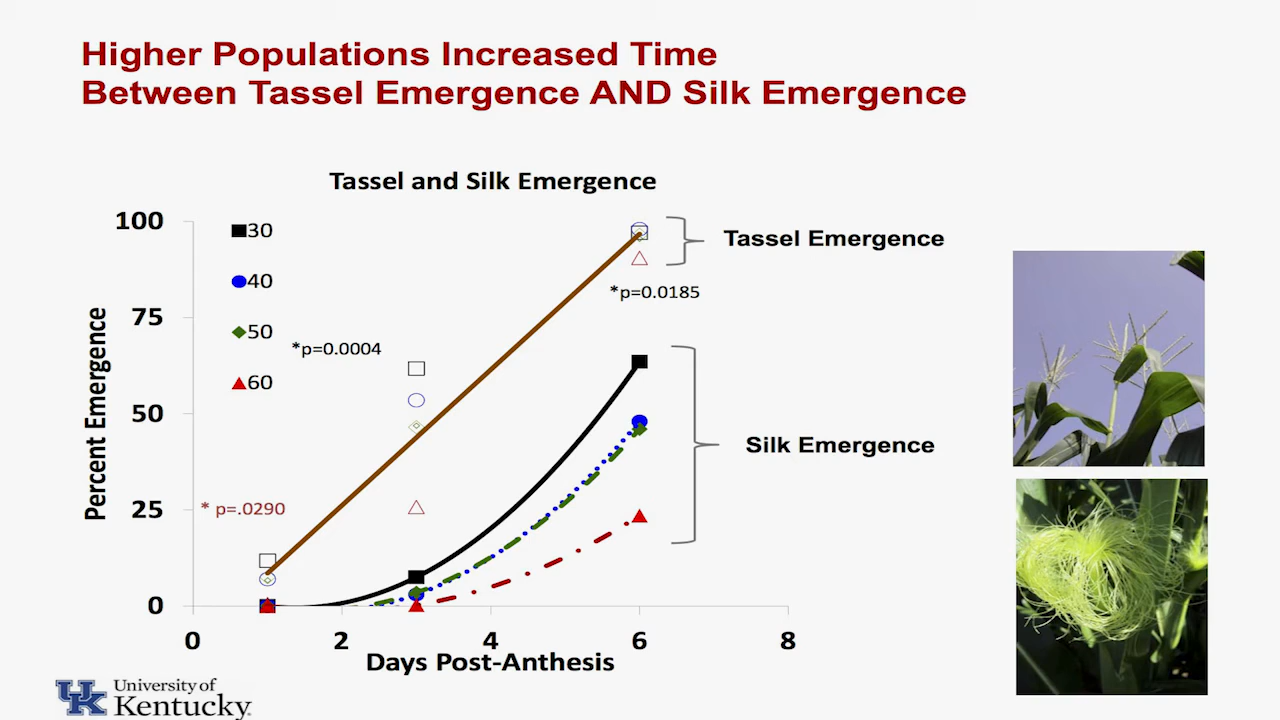 Higher Populations Increased Time
Between Tassel Emergence AND Silk Emergence
Tassel and Silk Emergence
100
75
50
25
0
Percent Emergence
30
40
50
60
*p=0.0004
* p=.0290
*p=0.0185
Tassel Emergence
Silk Emergence
0 2 4 6 8
Days Post-Anthesis
UK
University of
Kentucky